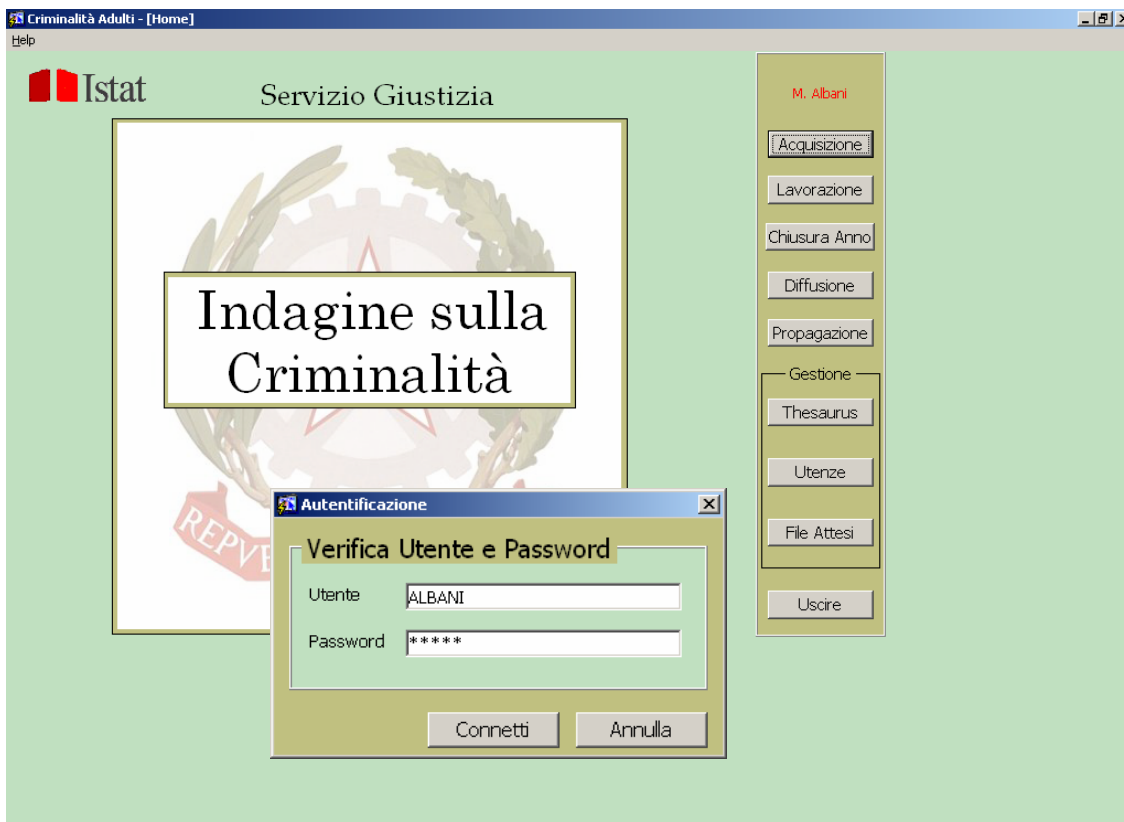 Criminalità Adulti - [Home]
Help
Istat
Servizio Giustizia
Indagine sulla
Criminalità
REPVB
M. Albani
Acquisizione
Lavorazione
Chiusura Anno
Diffusione
Propagazione
Gestione
Thesaurus
Utenze
File Attesi
Uscire
Autentificazione
Verifica Utente e Password
Utente
ALBANI
Password
*****
Connetti
Annulla